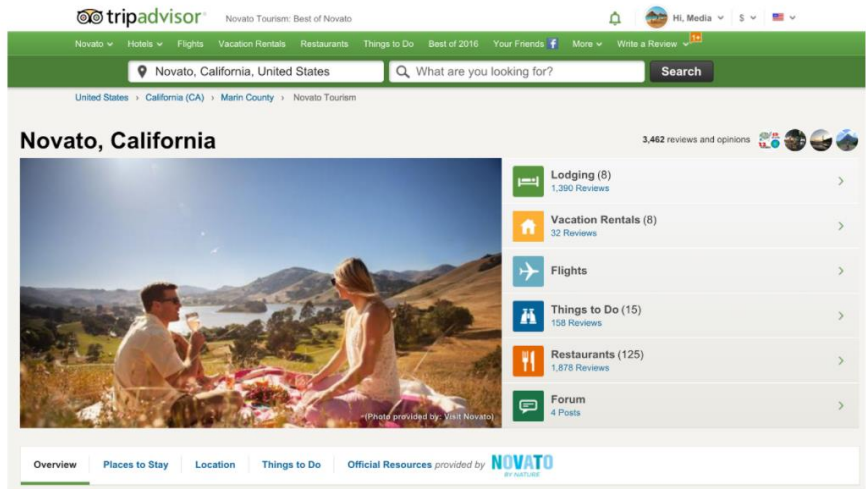 tripadvisor
Novato Tourism: Best of Novato
Hi, Media
$
Novato
Hotels
Flights
Vacation Rentals
Restaurants
Things to Do
Best of 2016
Your Friends
More
Write a Review
1+
Novato, California, United States
What are you looking for?
Search
United States › California (CA) › Marin County › Novato Tourism
Novato, California
3,462 reviews and opinions
Lodging (8)
1,390 Reviews
Vacation Rentals (8)
32 Reviews
Flights
Things to Do (15)
158 Reviews
Restaurants (125)
1,878 Reviews
Forum
4 Posts
(Photo provided by: Visit Novato)
Overview
Places to Stay
Location
Things to Do
Official Resources provided by
NOVATO
BY NATURE